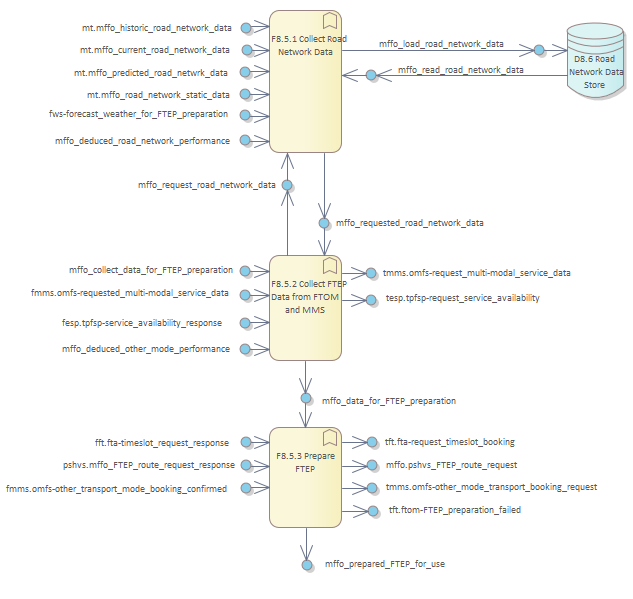 mt.mffo_historic_road_network_data
mt.mffo_current_road_network_data
mt.mffo_predicted_road_netwrk_data
mt.mffo_road_network_static_data
fws-forecast_weather_for_FTEP_preparation
mffo_deduced_road_network_performance
F8.5.1 Collect Road
Network Data
mffo_load_road_network_data
mffo_read_road_network_data
D8.6 Road
Network Data
Store
mffo_request_road_network_data
mffo_requested_road_network_data
mffo_collect_data_for_FTEP_preparation
fmms.omfs-requested_multi-modal_service_data
fesp.tpfsp-service_availability_response
mffo_deduced_other_mode_performance
F8.5.2 Collect FTEP
Data from FTOM
and MMS
tmms.omfs-request_multi-modal_service_data
tesp.tpfsp-request_service_availability
mffo_data_for_FTEP_preparation
fft.fta-timeslot_request_response
pshvs.mffo_FTEP_route_request_response
fmms.omfs-other_transport_mode_booking_confirmed
F8.5.3 Prepare
FTEP
tft.fta-request_timeslot_booking
mffo.pshvs_FTEP_route_request
tmms.omfs-other_mode_transport_booking_request
tft.ftom-FTEP_preparation_failed
mffo_prepared_FTEP_for_use